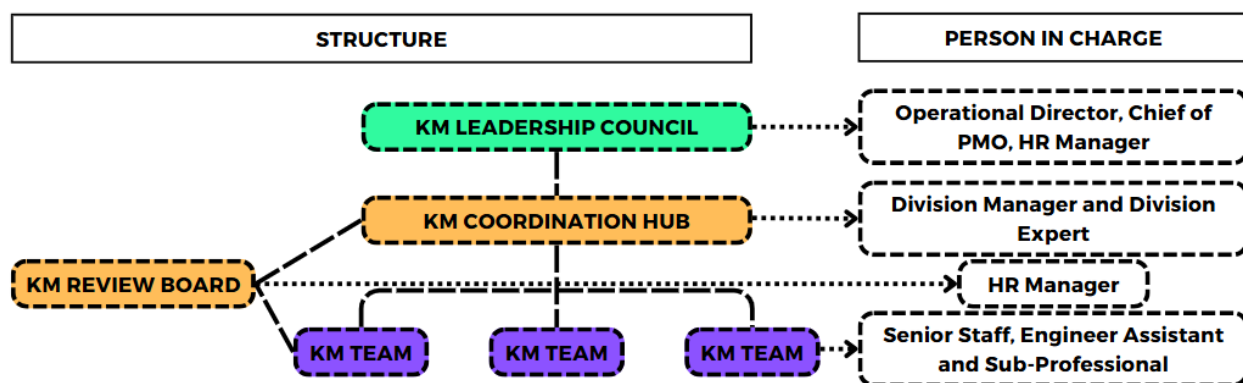 STRUCTURE
PERSON IN CHARGE
KM LEADERSHIP COUNCIL
Operational Director, Chief of
PMO, HR Manager
KM COORDINATION HUB
Division Manager and Division
Expert
KM REVIEW BOARD
HR Manager
KM TEAM
KM TEAM
KM TEAM
Senior Staff, Engineer Assistant
and Sub-Professional